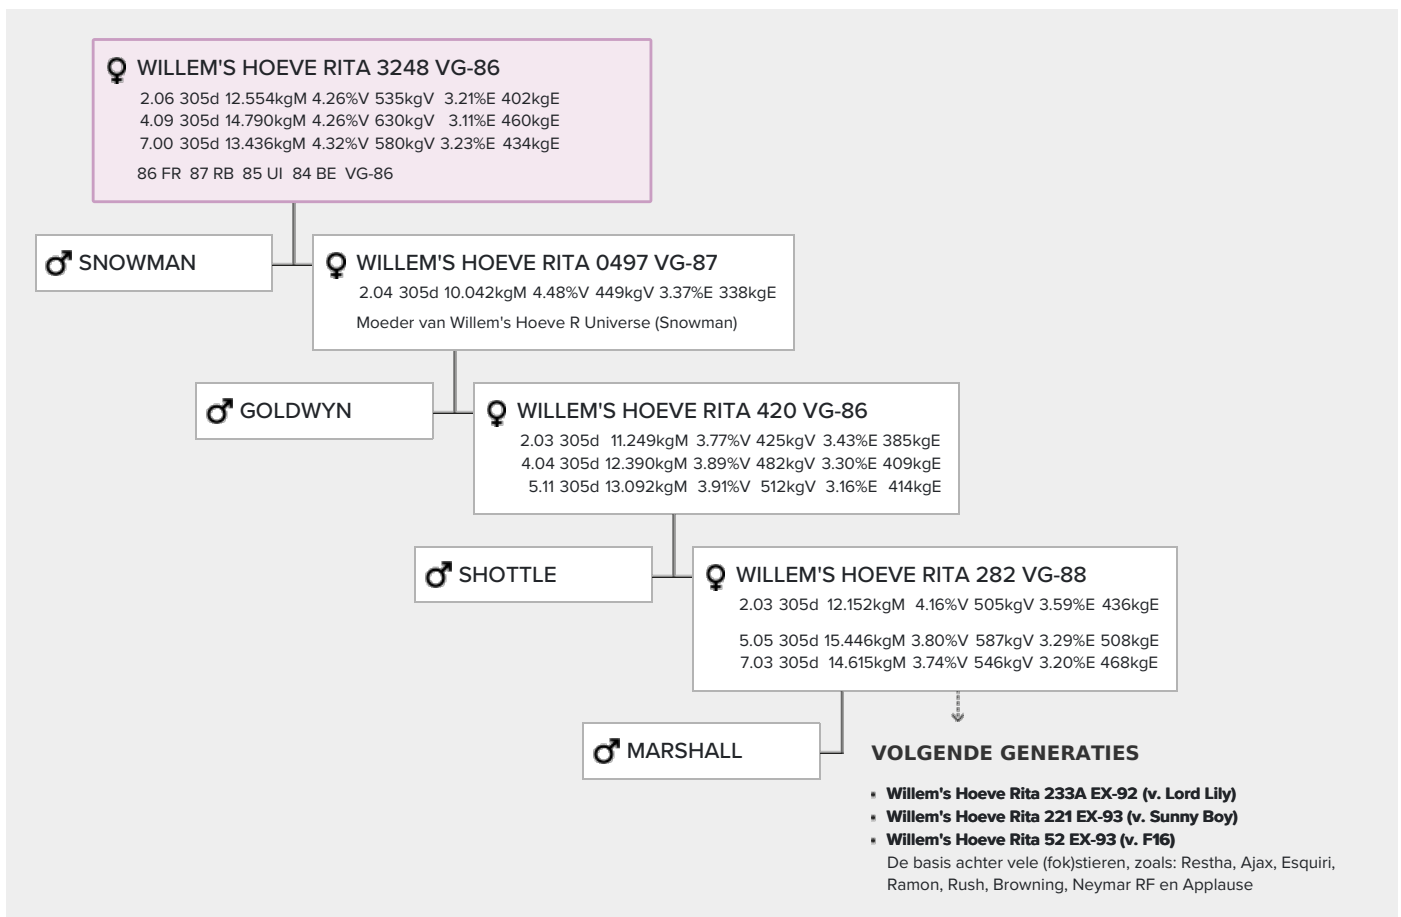 WILLEM'S HOEVE RITA 3248 VG-86
2.06 305d 12.554kgM 4.26%V 535kgV 3.21%E 402kgE
4.09 305d 14.790kgM 4.26%V 630kgV 3.11%E 460kgE
7.00 305d 13.436kgM 4.32%V 580kgV 3.23%E 434kgE
86 FR 87 RB 85 UI 84 BE VG-86
SNOWMAN
WILLEM'S HOEVE RITA 0497 VG-87
2.04 305d 10.042kgM 4.48%V 449kgV 3.37%E 338kgE
Moeder van Willem's Hoeve R Universe (Snowman)
GOLDWYN
WILLEM'S HOEVE RITA 420 VG-86
2.03 305d 11.249kgM 3.77%V 425kgV 3.43%E 385kgE
4.04 305d 12.390kgM 3.89%V 482kgV 3.30%E 409kgE
5.11 305d 13.092kgM 3.91%V 512kgV 3.16%E 414kgE
SHOTTLE
WILLEM'S HOEVE RITA 282 VG-88
2.03 305d 12.152kgM 4.16%V 505kgV 3.59%E 436kgE
5.05 305d 15.446kgM 3.80%V 587kgV 3.29%E 508kgE
7.03 305d 14.615kgM 3.74%V 546kgV 3.20%E 468kgE
MARSHALL
VOLGENDE GENERATIES
Willem's Hoeve Rita 233A EX-92 (v. Lord Lily)
Willem's Hoeve Rita 221 EX-93 (v. Sunny Boy)
Willem's Hoeve Rita 52 EX-93 (v. F16)
De basis achter vele (fok)stieren, zoals: Restha, Ajax, Esquiri,
Ramon, Rush, Browning, Neymar RF en Applause